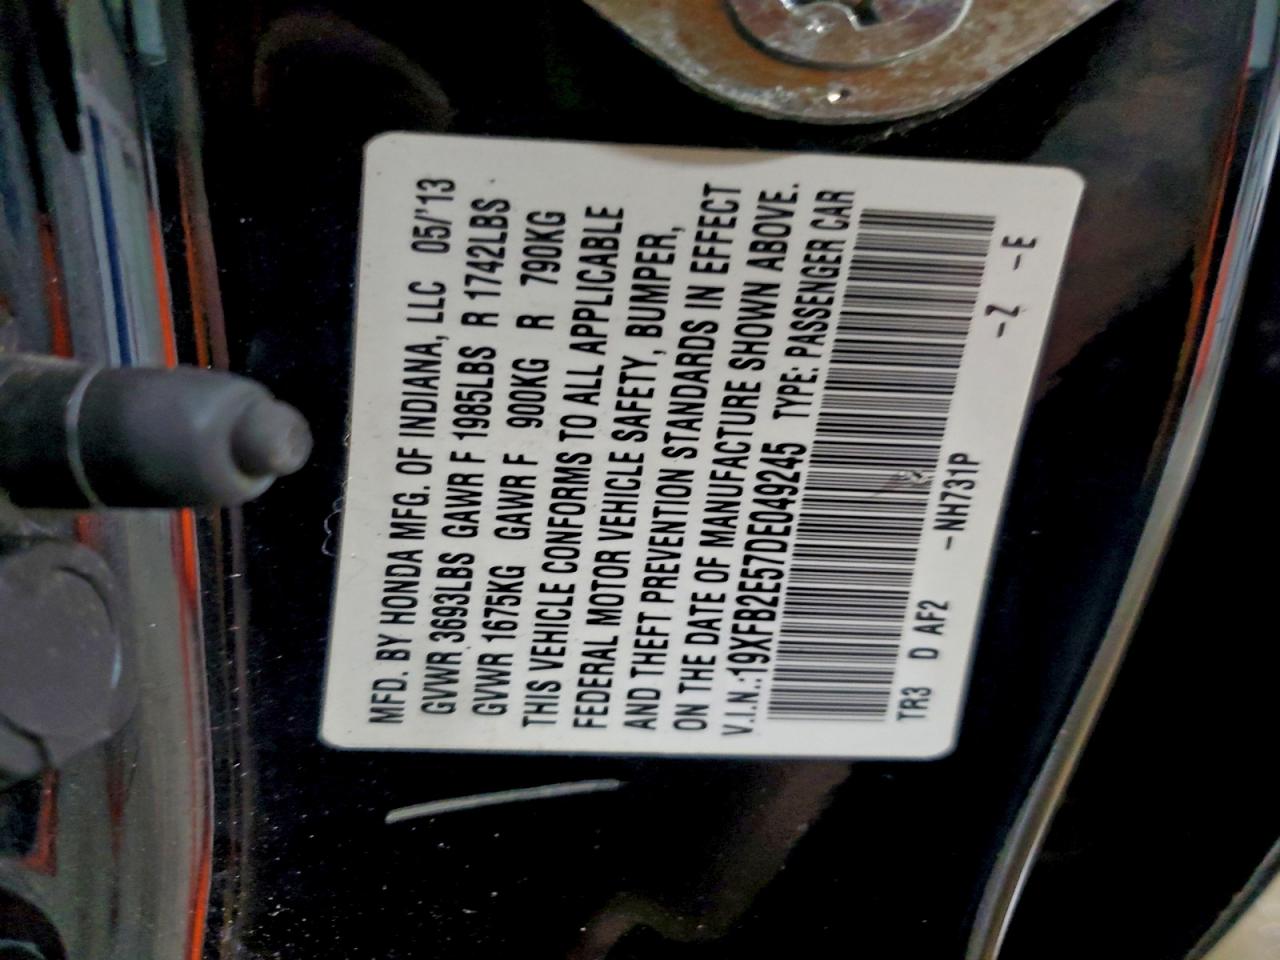 MFD. BY HONDA MFG. OF INDIANA, LLC 05/'13
GVWR 3693LBS GAWR F 1985LBS R 1742LBS
GVWR 1675KG GAWR F 900KG R 790KG
THIS VEHICLE CONFORMS TO ALL APPLICABLE
FEDERAL MOTOR VEHICLE SAFETY, BUMPER,
AND THEFT PREVENTION STANDARDS IN EFFECT
ON THE DATE OF MANUFACTURE SHOWN ABOVE.
V.I.N.:19XFB2E57DE049245 TYPE: PASSENGER CAR
TR3 D AF2 -NH731P -Z -E